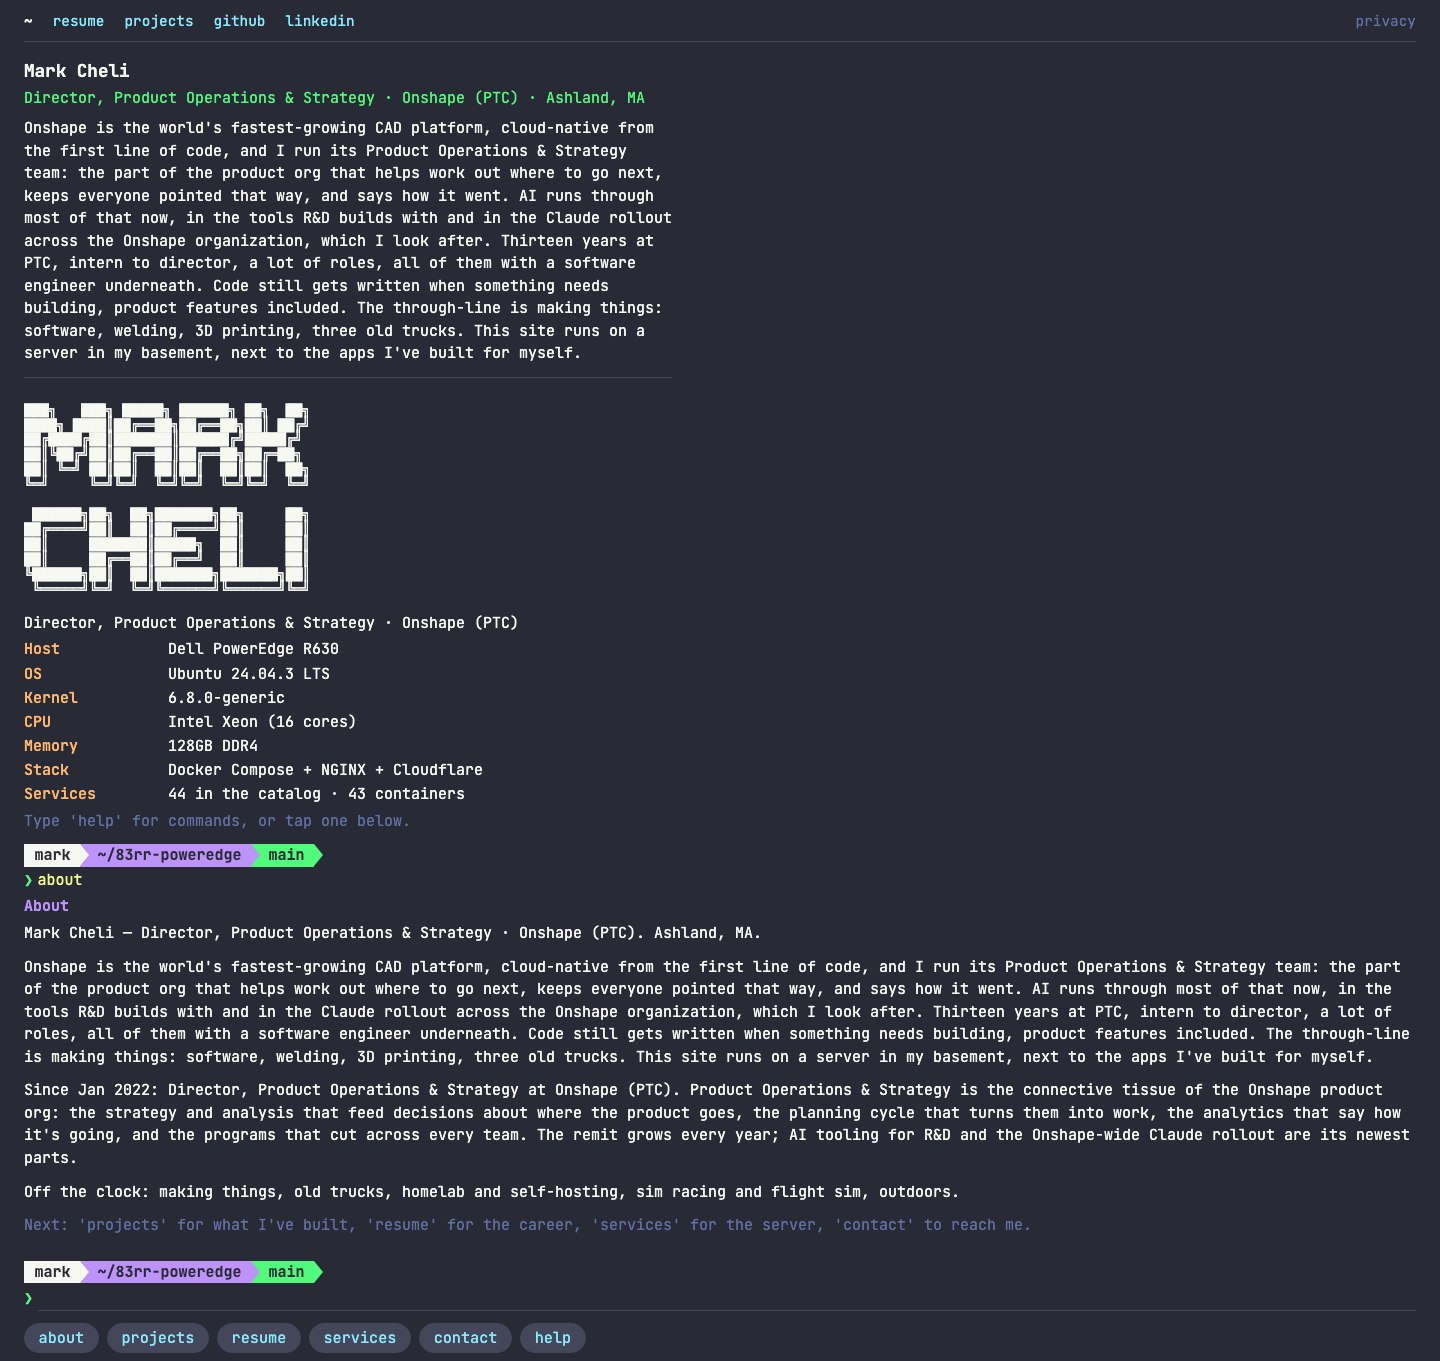 ~ resume projects github linkedin privacy
Mark Cheli
Director, Product Operations & Strategy · Onshape (PTC) · Ashland, MA
Onshape is the world's fastest-growing CAD platform, cloud-native from
the first line of code, and I run its Product Operations & Strategy
team: the part of the product org that helps work out where to go next,
keeps everyone pointed that way, and says how it went. AI runs through
most of that now, in the tools R&D builds with and in the Claude rollout
across the Onshape organization, which I look after. Thirteen years at
PTC, intern to director, a lot of roles, all of them with a software
engineer underneath. Code still gets written when something needs
building, product features included. The through-line is making things:
software, welding, 3D printing, three old trucks. This site runs on a
server in my basement, next to the apps I've built for myself.
MARK
CHELI
Director, Product Operations & Strategy · Onshape (PTC)
Host Dell PowerEdge R630
OS Ubuntu 24.04.3 LTS
Kernel 6.8.0-generic
CPU Intel Xeon (16 cores)
Memory 128GB DDR4
Stack Docker Compose + NGINX + Cloudflare
Services 44 in the catalog · 43 containers
Type 'help' for commands, or tap one below.
mark ~/83rr-poweredge main
❯ about
About
Mark Cheli — Director, Product Operations & Strategy · Onshape (PTC). Ashland, MA.
Onshape is the world's fastest-growing CAD platform, cloud-native from the first line of code, and I run its Product Operations & Strategy team: the part
of the product org that helps work out where to go next, keeps everyone pointed that way, and says how it went. AI runs through most of that now, in the
tools R&D builds with and in the Claude rollout across the Onshape organization, which I look after. Thirteen years at PTC, intern to director, a lot of
roles, all of them with a software engineer underneath. Code still gets written when something needs building, product features included. The through-line
is making things: software, welding, 3D printing, three old trucks. This site runs on a server in my basement, next to the apps I've built for myself.
Since Jan 2022: Director, Product Operations & Strategy at Onshape (PTC). Product Operations & Strategy is the connective tissue of the Onshape product
org: the strategy and analysis that feed decisions about where the product goes, the planning cycle that turns them into work, the analytics that say how
it's going, and the programs that cut across every team. The remit grows every year; AI tooling for R&D and the Onshape-wide Claude rollout are its newest
parts.
Off the clock: making things, old trucks, homelab and self-hosting, sim racing and flight sim, outdoors.
Next: 'projects' for what I've built, 'resume' for the career, 'services' for the server, 'contact' to reach me.
mark ~/83rr-poweredge main
❯
about projects resume services contact help